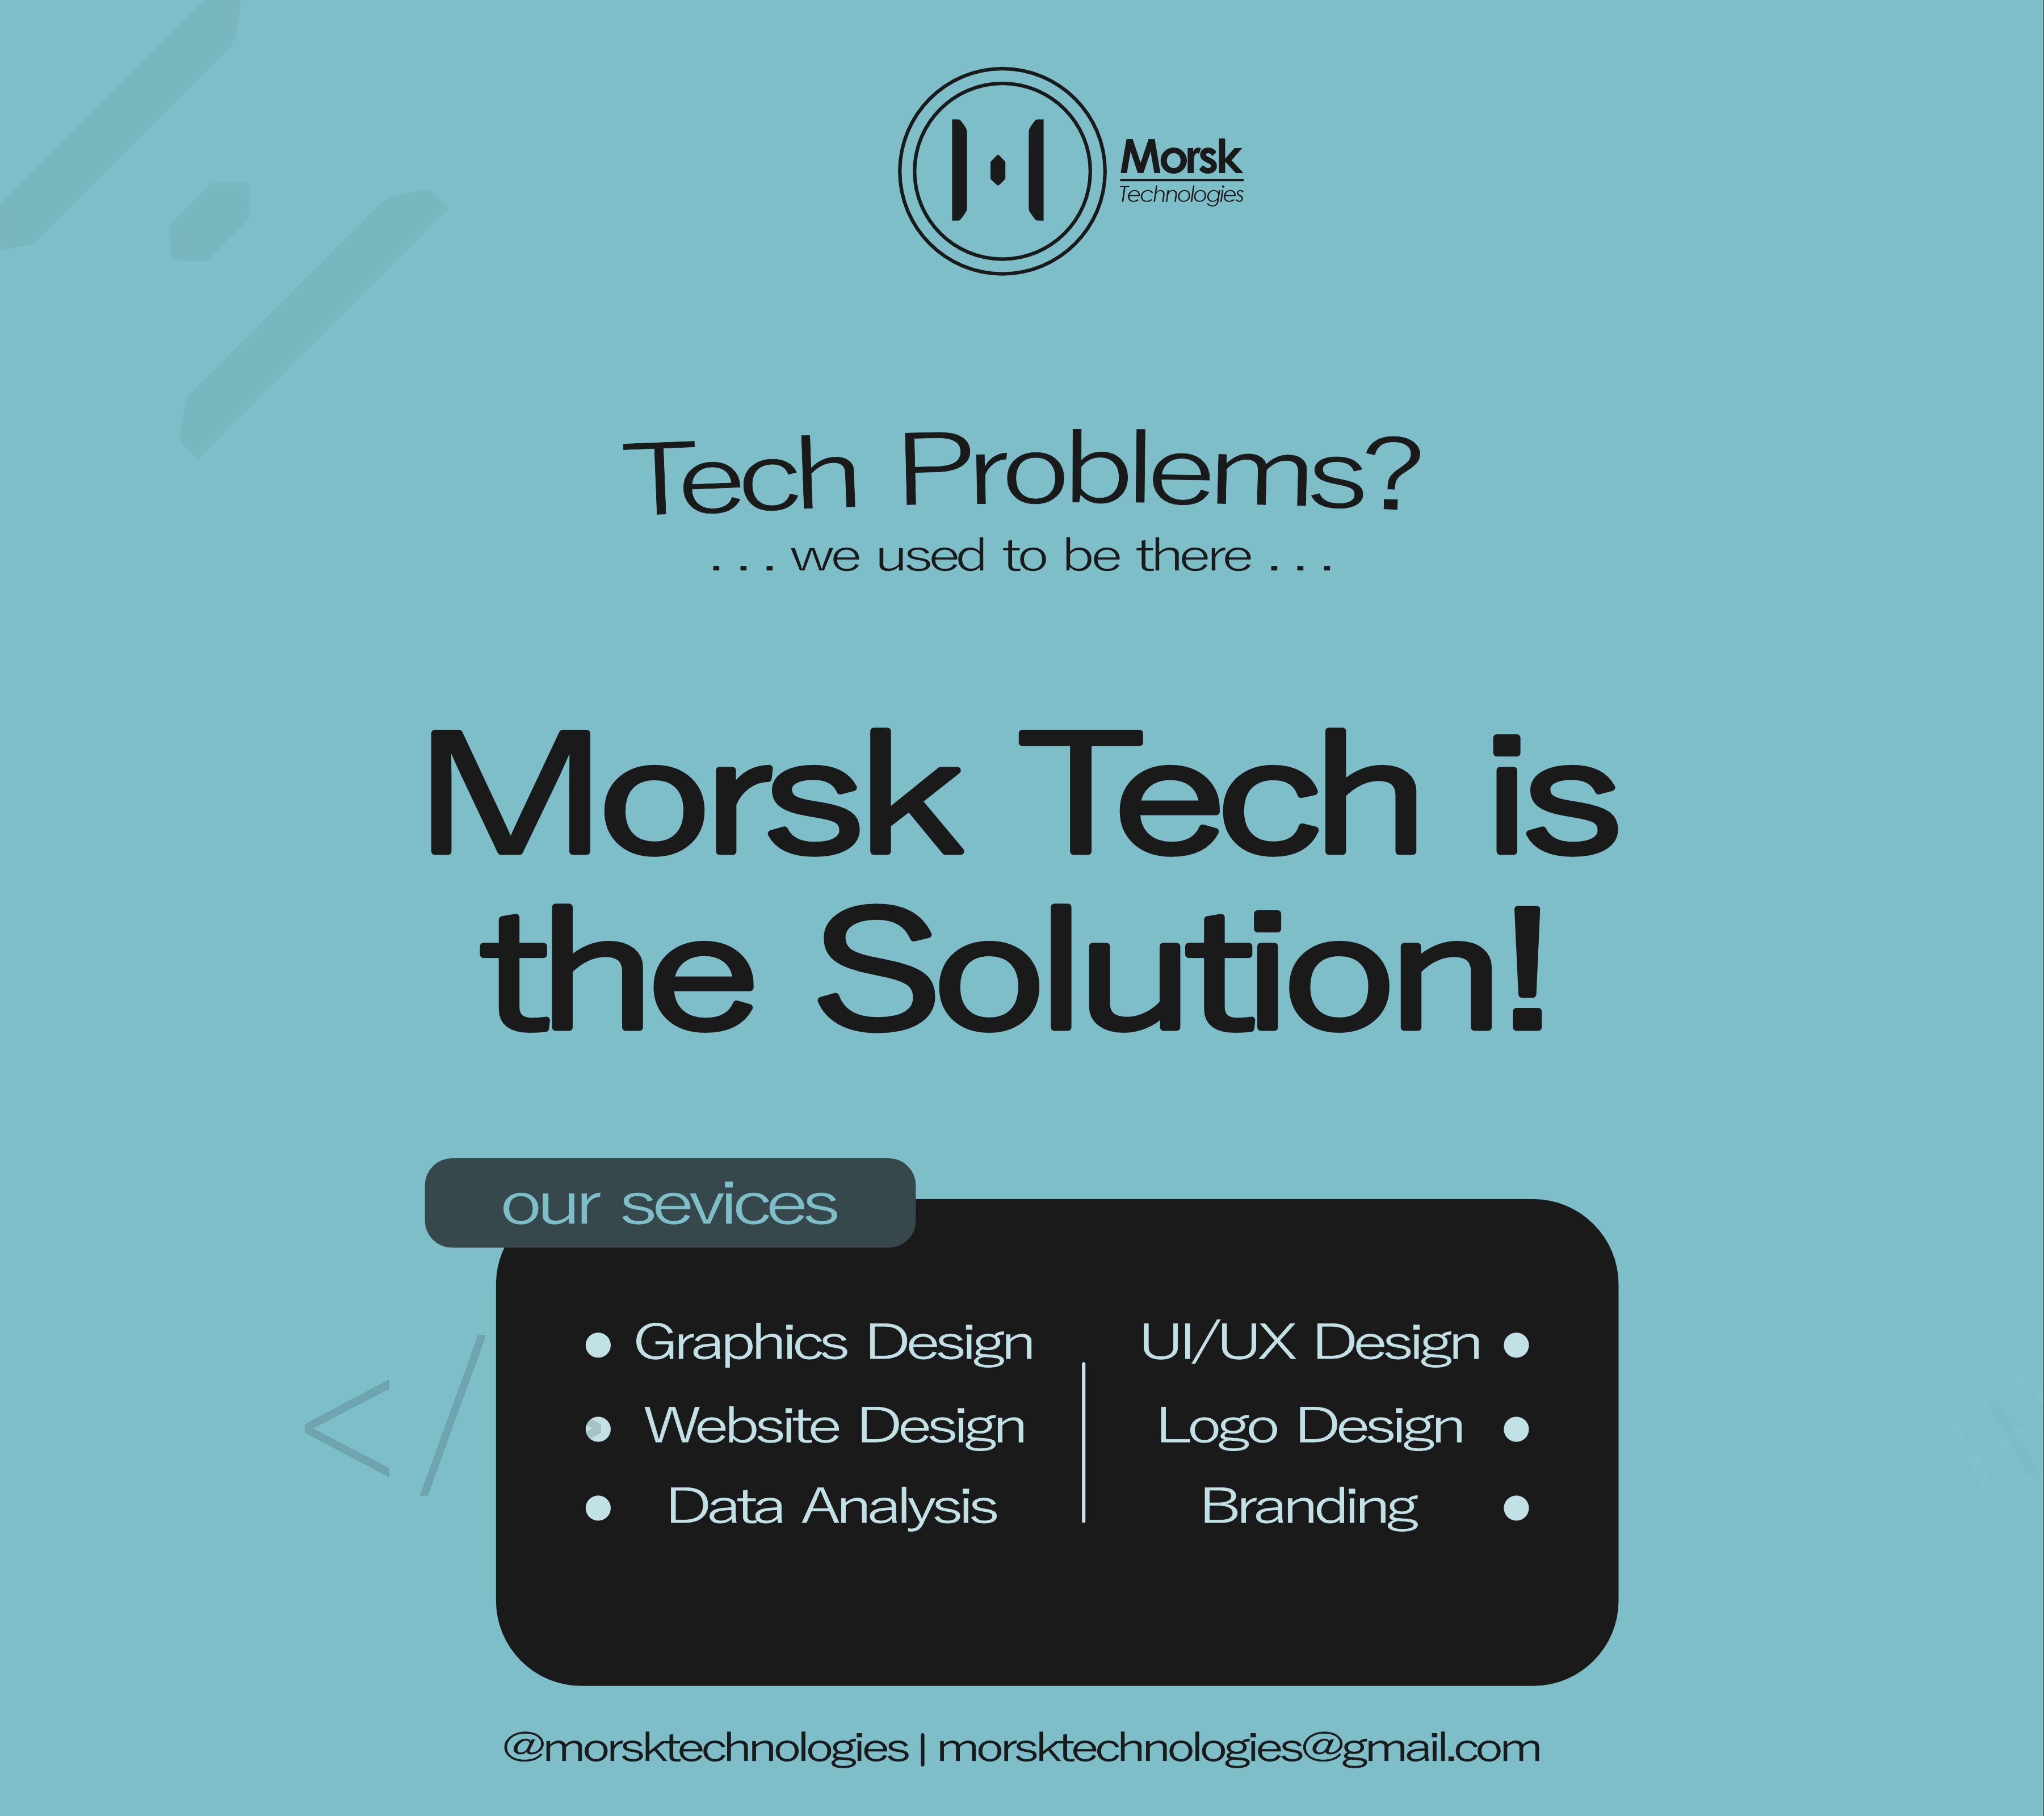 Morsk
Technologies
Tech Problems?
. . . we used to be there . . .
Morsk Tech is
the Solution!
our sevices
Graphics Design
Website Design
Data Analysis
UI/UX Design
Logo Design
Branding
</
@morsktechnologies | morsktechnologies@gmail.com